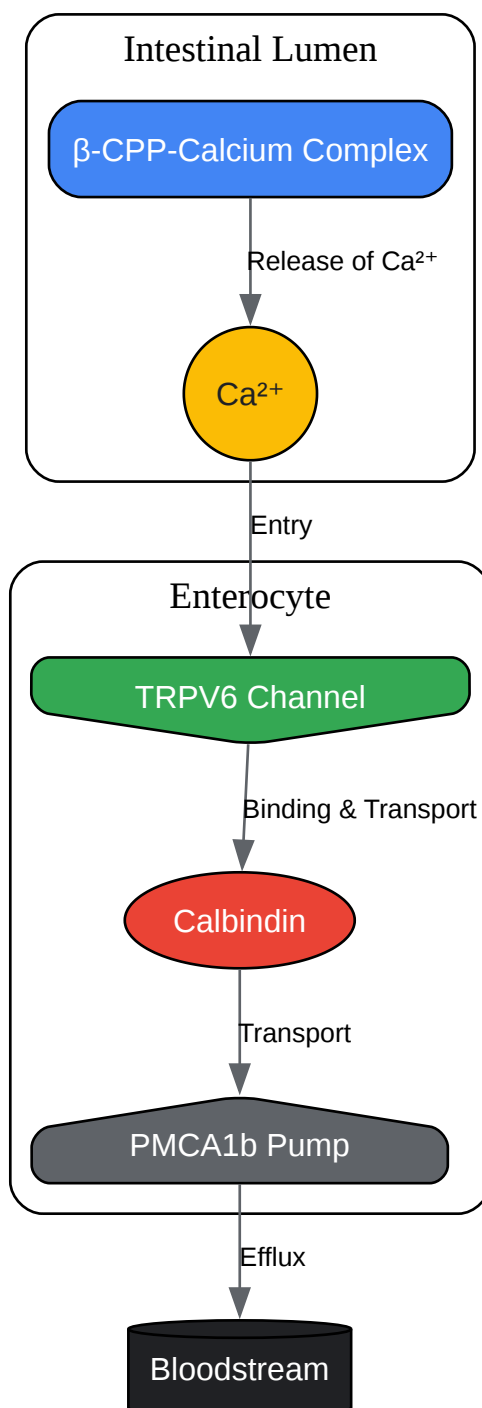 Intestinal Lumen
β-CPP-Calcium Complex
Release of Ca²⁺
Ca²⁺
Entry
Enterocyte
TRPV6 Channel
Binding & Transport
Calbindin
Transport
PMCA1b Pump
Efflux
Bloodstream